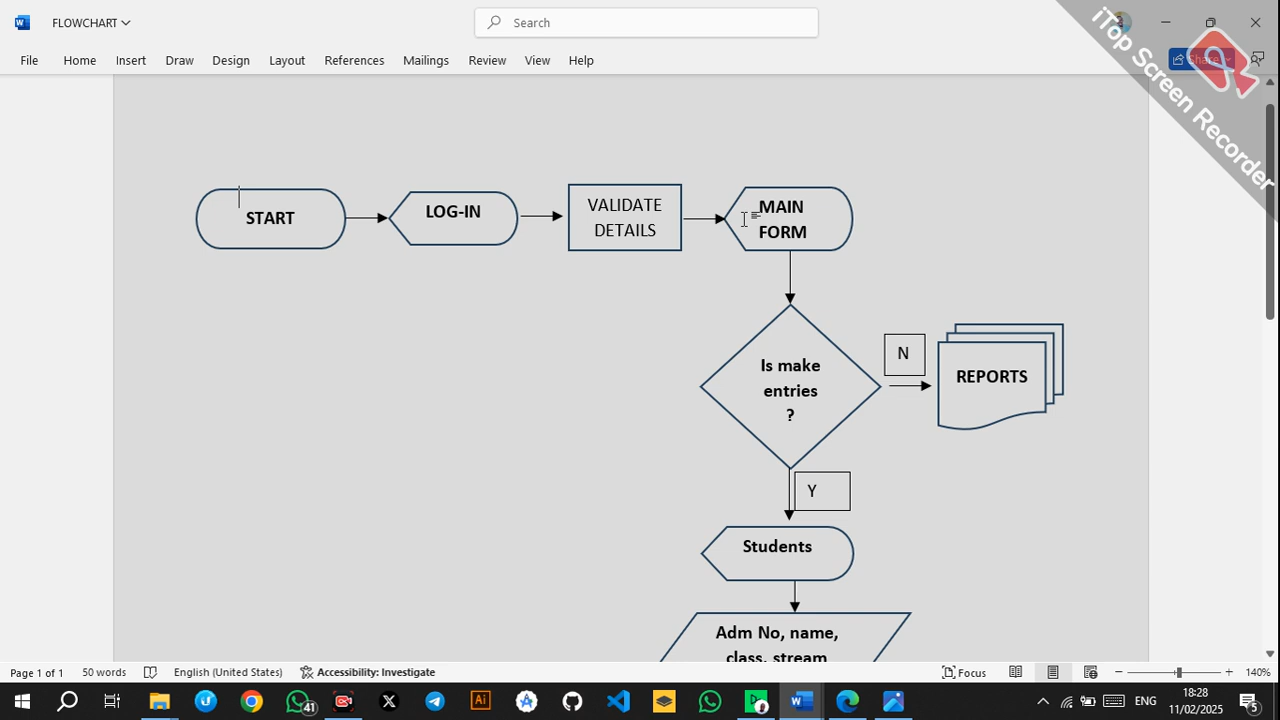 FLOWCHART
Search
Share
iTop Screen Recorder
File Home Insert Draw Design Layout References Mailings Review View Help
START
LOG-IN
VALIDATE
DETAILS
MAIN
FORM
Is make
entries
?
N
REPORTS
Y
Students
Adm No, name,
class, stream
Page 1 of 1 50 words English (United States) Accessibility: Investigate Focus 140%
41
Ai
ENG
18:28
11/02/2025
5